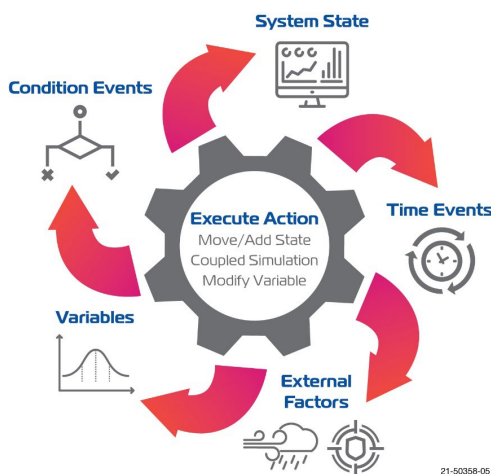 System State
Condition Events
Execute Action
Move/Add State
Coupled Simulation
Modify Variable
Time Events
Variables
External
Factors
21-50358-05